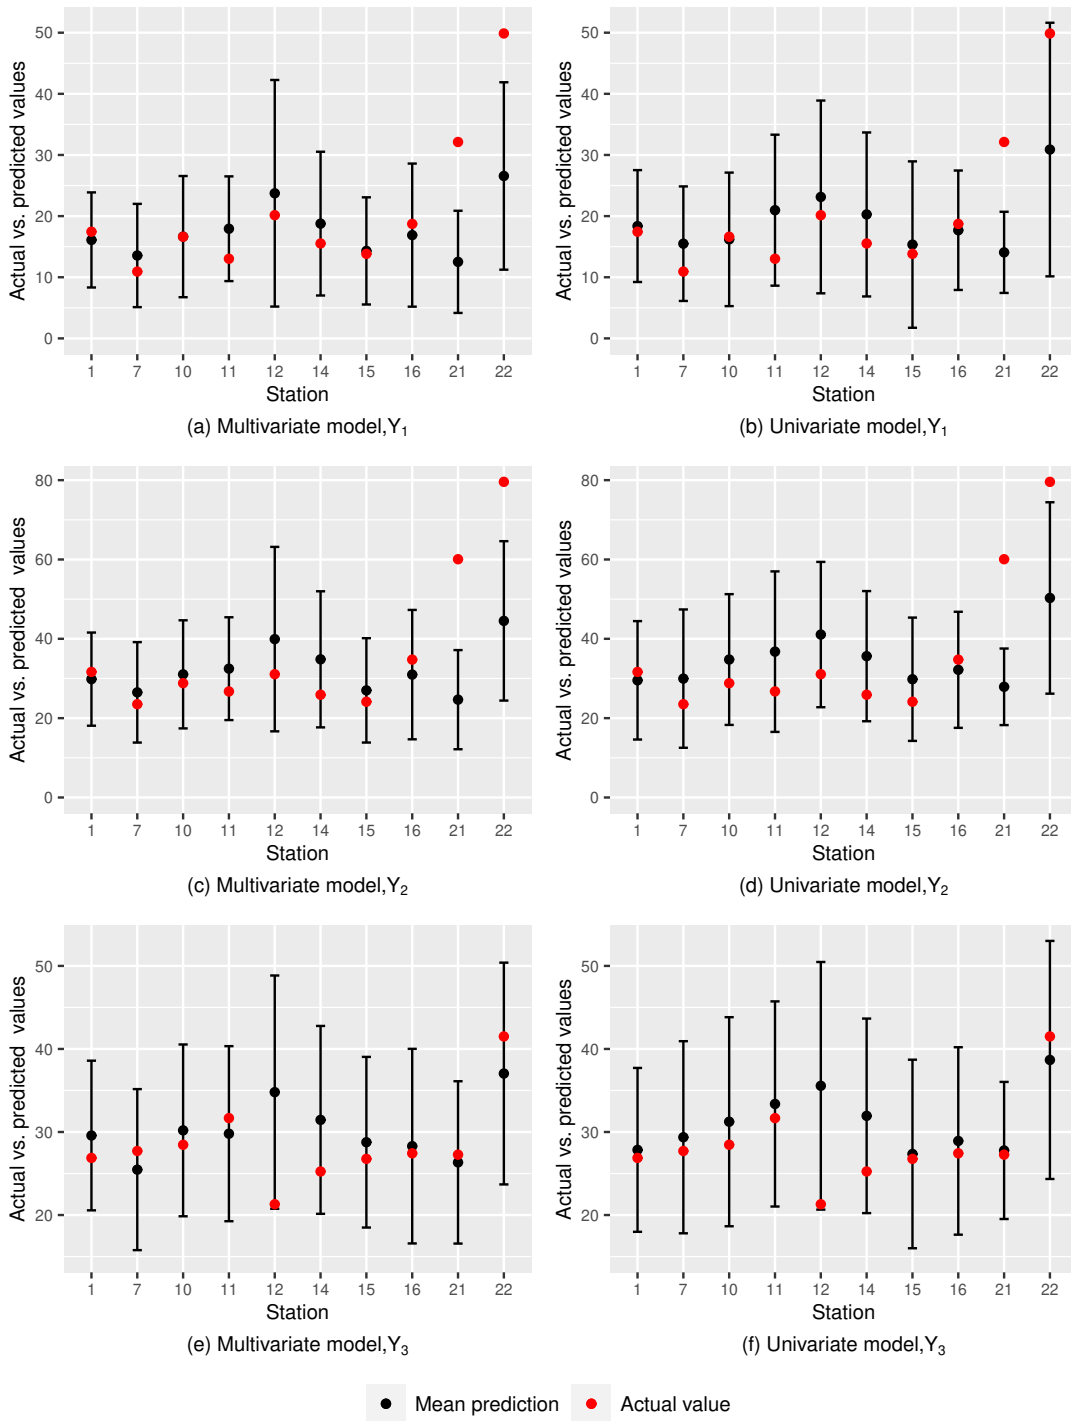 Actual vs. predicted values
50
40
30
20
10
0
1 7 10 11 12 14 15 16 21 22
Station
(a) Multivariate model,Y₁
Actual vs. predicted values
50
40
30
20
10
0
1 7 10 11 12 14 15 16 21 22
Station
(b) Univariate model,Y₁
Actual vs. predicted values
80
60
40
20
0
1 7 10 11 12 14 15 16 21 22
Station
(c) Multivariate model,Y₂
Actual vs. predicted values
80
60
40
20
0
1 7 10 11 12 14 15 16 21 22
Station
(d) Univariate model,Y₂
Actual vs. predicted values
50
40
30
20
1 7 10 11 12 14 15 16 21 22
Station
(e) Multivariate model,Y₃
Actual vs. predicted values
50
40
30
20
1 7 10 11 12 14 15 16 21 22
Station
(f) Univariate model,Y₃
Mean prediction Actual value